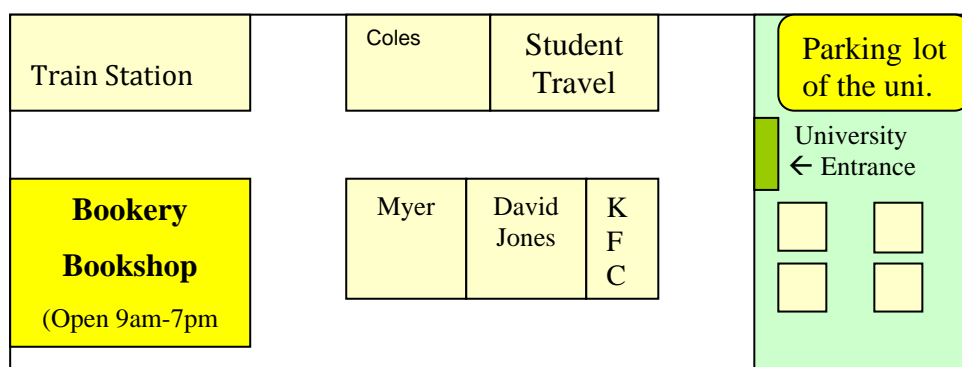 Train Station
Coles
Student
Travel
Parking lot
of the uni.
University
← Entrance
Bookery
Bookshop
(Open 9am-7pm
Myer
David
Jones
K
F
C